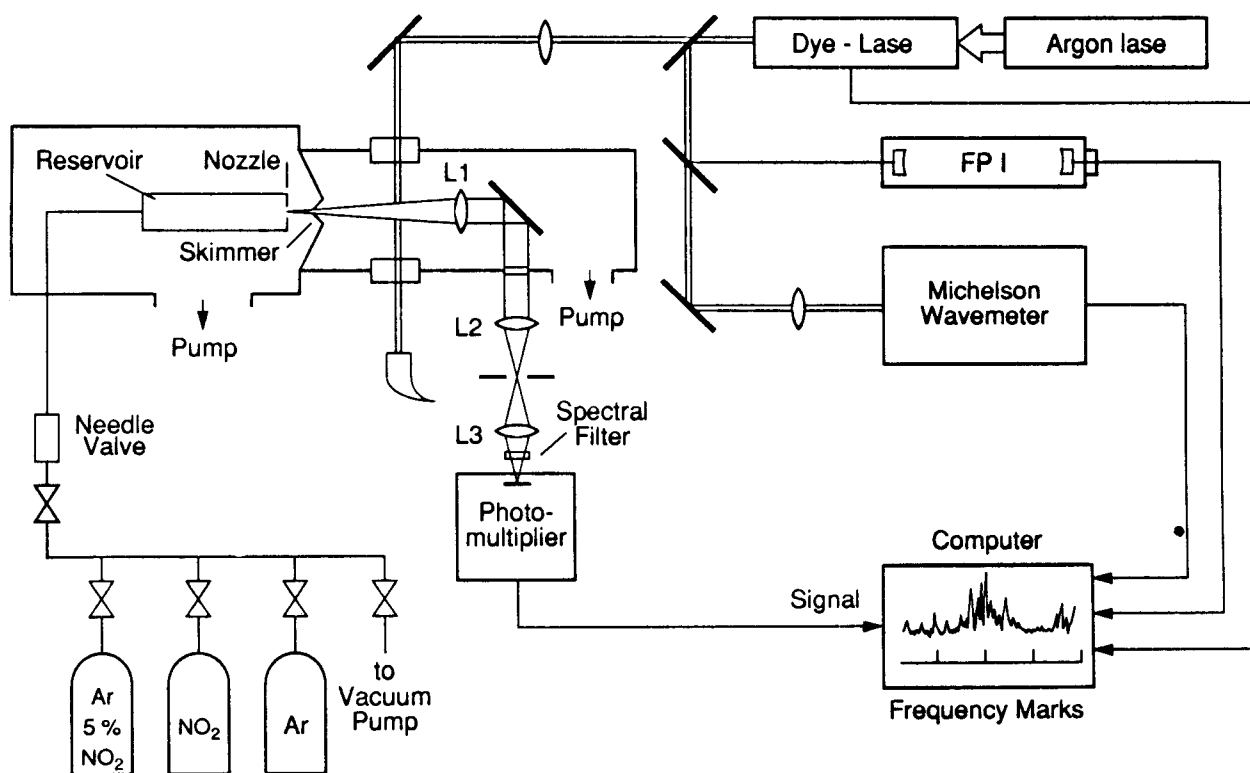 Dye - Lase
Argon lase
Reservoir
Nozzle
L1
FP I
Skimmer
Michelson
Wavemeter
Pump
Pump
L2
Needle
Valve
L3
Spectral
Filter
Photo-
multiplier
Computer
Signal
to
Vacuum
Pump
Ar
5 %
NO₂
NO₂
Ar
Frequency Marks